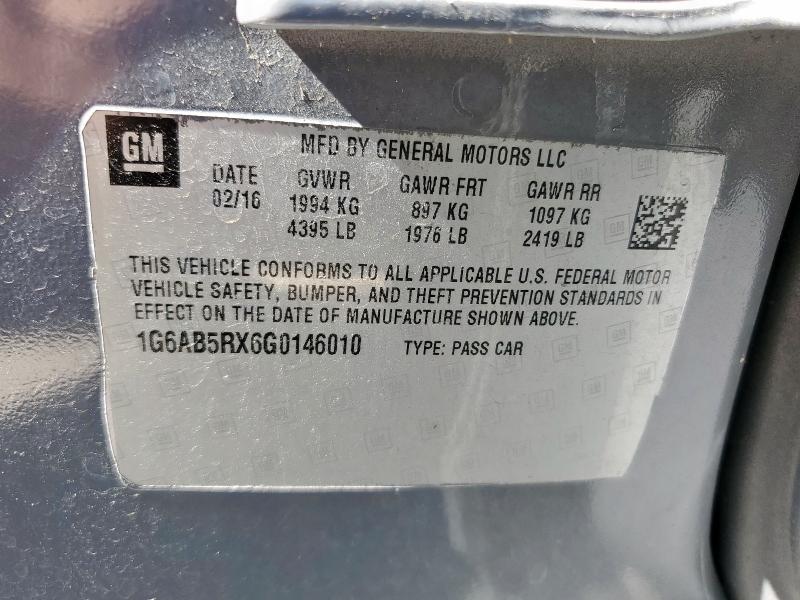 GM
MFD BY GENERAL MOTORS LLC
DATE GVWR GAWR FRT GAWR RR
02/16 1994 KG 897 KG 1097 KG
4395 LB 1976 LB 2419 LB
THIS VEHICLE CONFORMS TO ALL APPLICABLE U.S. FEDERAL MOTOR
VEHICLE SAFETY, BUMPER, AND THEFT PREVENTION STANDARDS IN
EFFECT ON THE DATE OF MANUFACTURE SHOWN ABOVE.
1G6AB5RX6G0146010 TYPE: PASS CAR